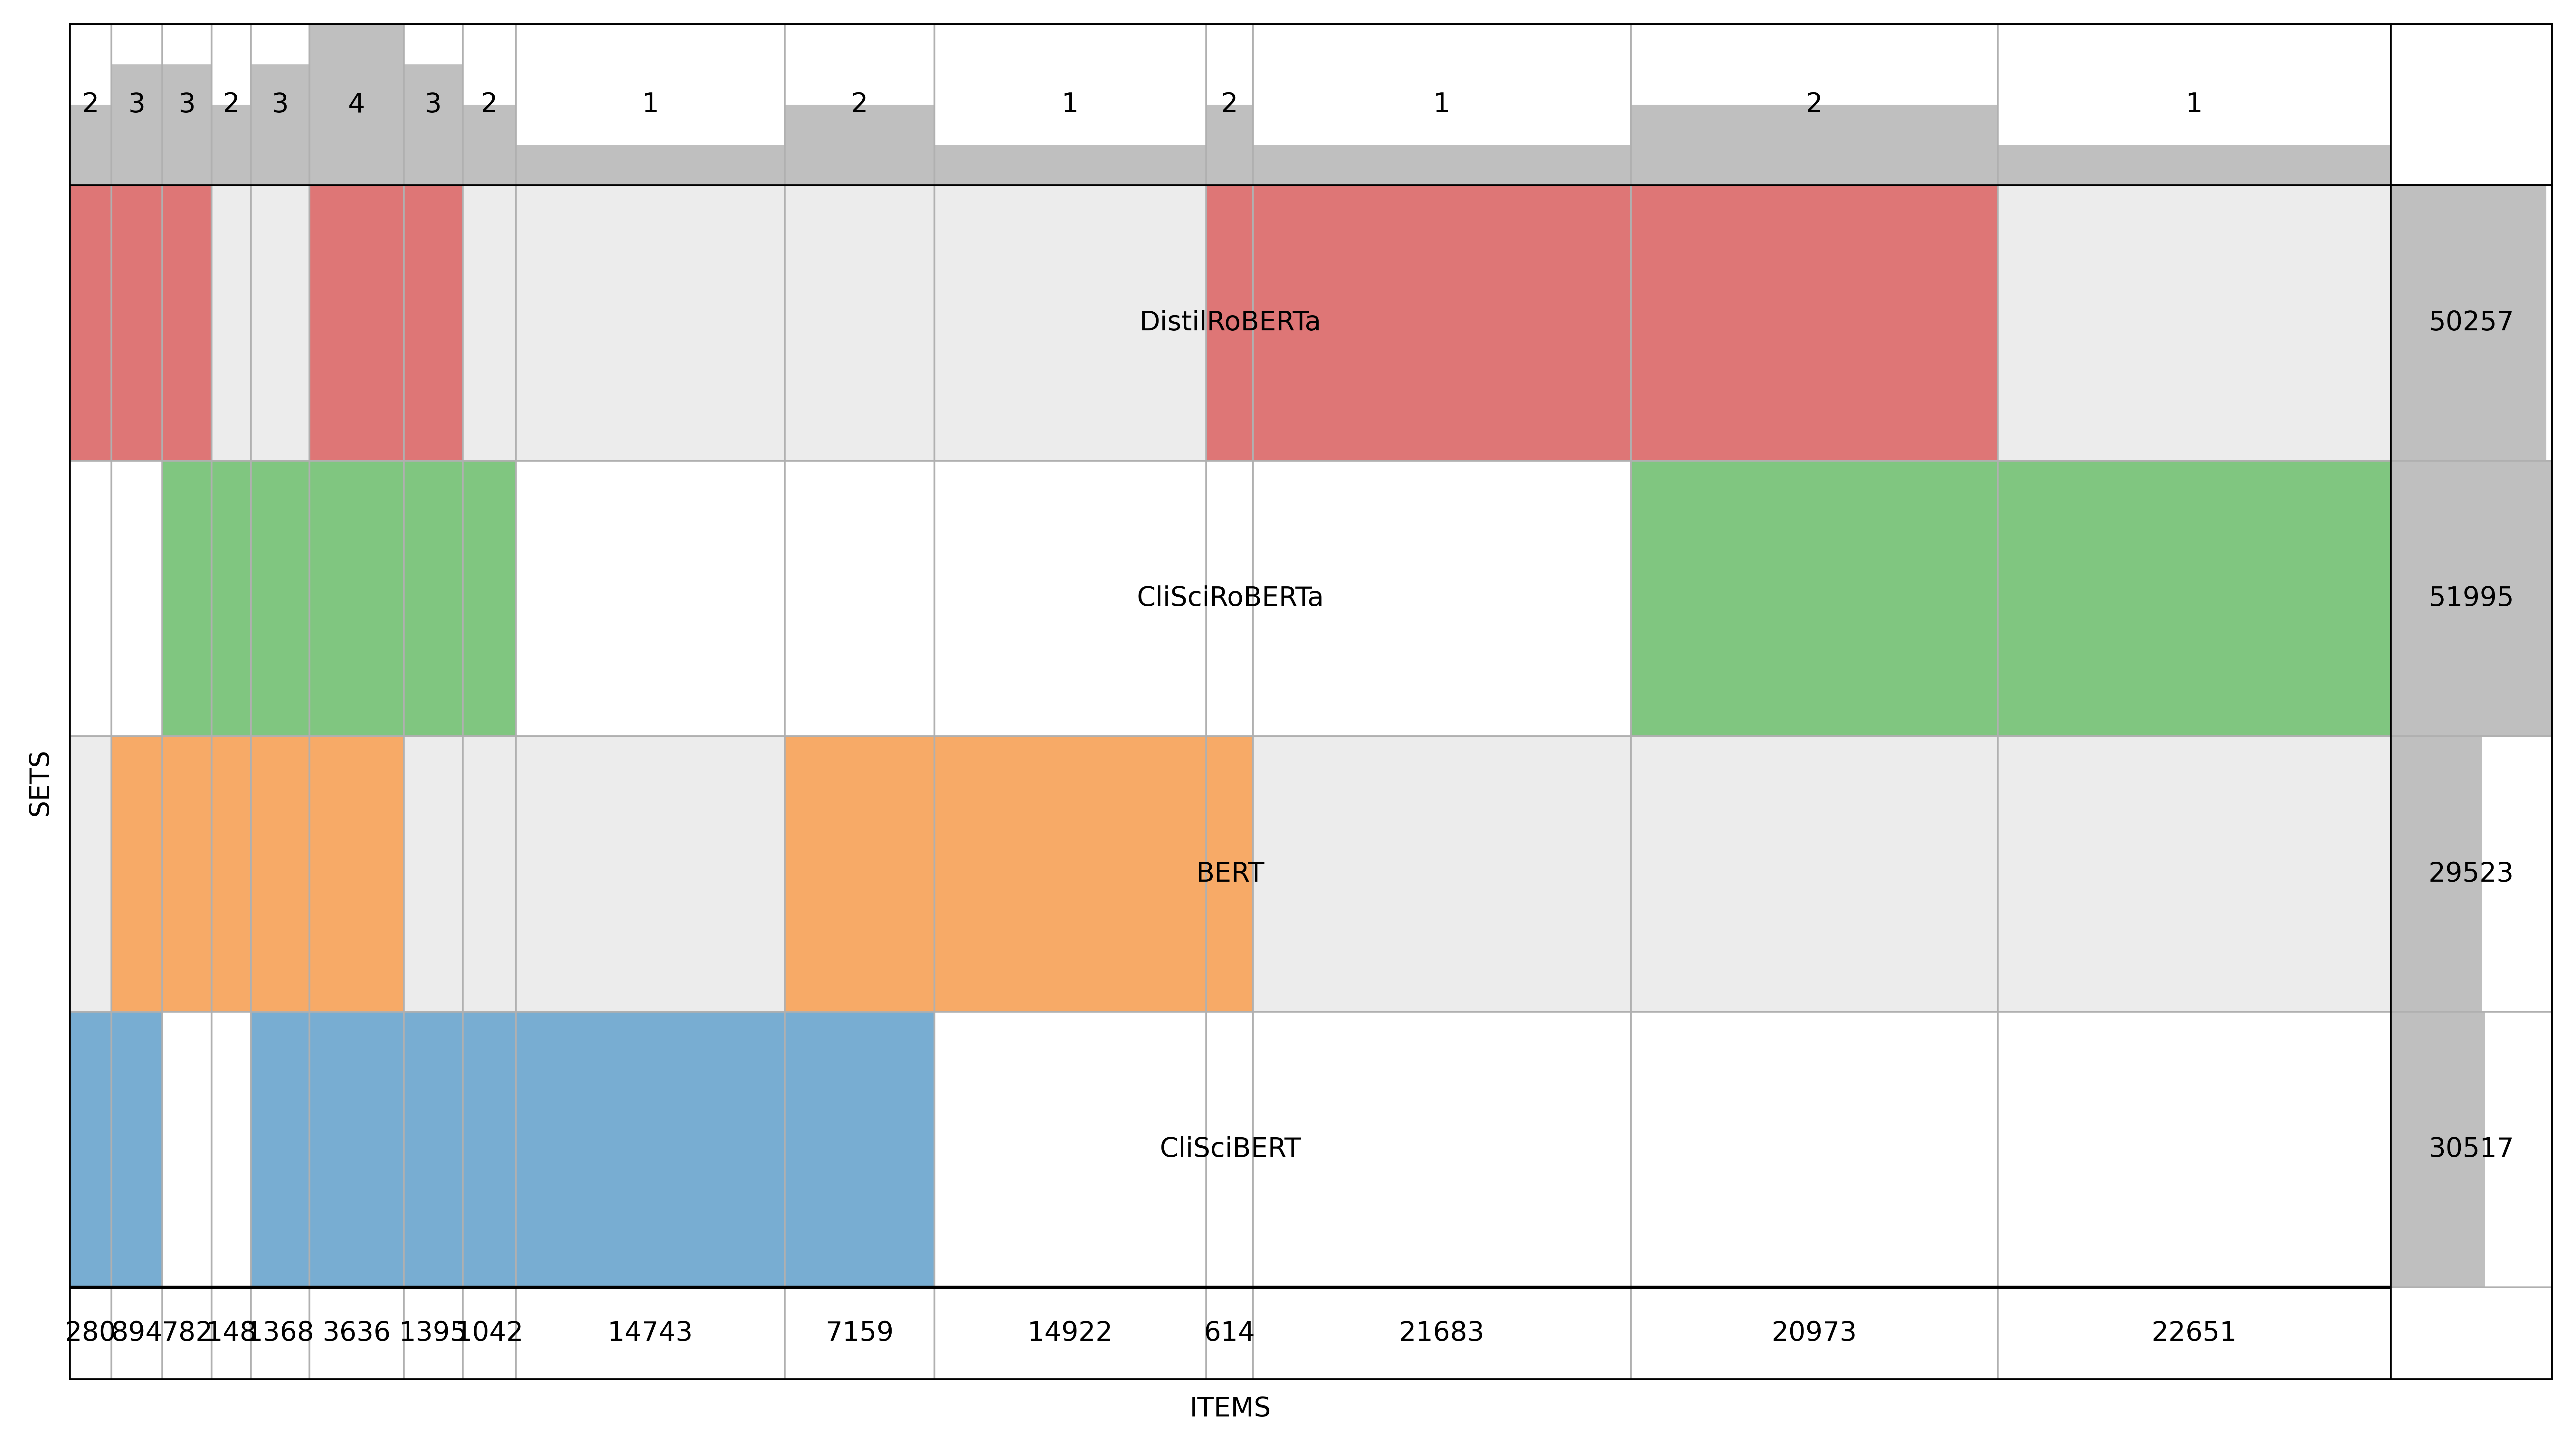 2 3 3 2 3 4 3 2 1 2 1 2 1 2 1
DistilRoBERTa 50257
CliSciRoBERTa 51995
SETS
BERT 29523
CliSciBERT 30517
280 894 782 148 1368 3636 1395 1042 14743 7159 14922 614 21683 20973 22651
ITEMS